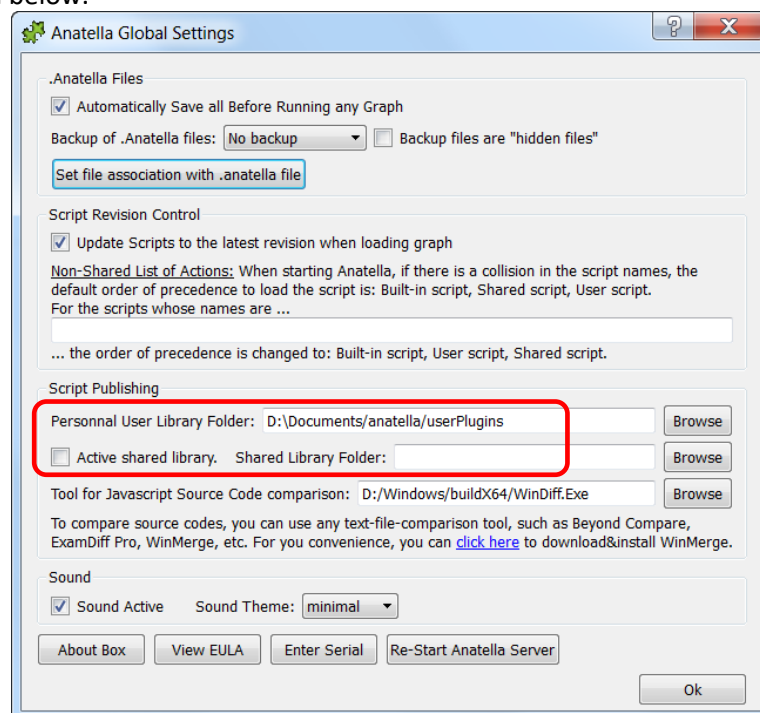 below:
Anatella Global Settings
.Anatella Files
Automatically Save all Before Running any Graph
Backup of .Anatella files: No backup Backup files are "hidden files"
Set file association with .anatella file
Script Revision Control
Update Scripts to the latest revision when loading graph
Non-Shared List of Actions: When starting Anatella, if there is a collision in the script names, the
default order of precedence to load the script is: Built-in script, Shared script, User script.
For the scripts whose names are ...
... the order of precedence is changed to: Built-in script, User script, Shared script.
Script Publishing
Personnal User Library Folder: D:\Documents/anatella/userPlugins Browse
Active shared library. Shared Library Folder: Browse
Tool for Javascript Source Code comparison: D:/Windows/buildX64/WinDiff.Exe Browse
To compare source codes, you can use any text-file-comparison tool, such as Beyond Compare,
ExamDiff Pro, WinMerge, etc. For you convenience, you can click here to download&install WinMerge.
Sound
Sound Active Sound Theme: minimal
About Box View EULA Enter Serial Re-Start Anatella Server
Ok